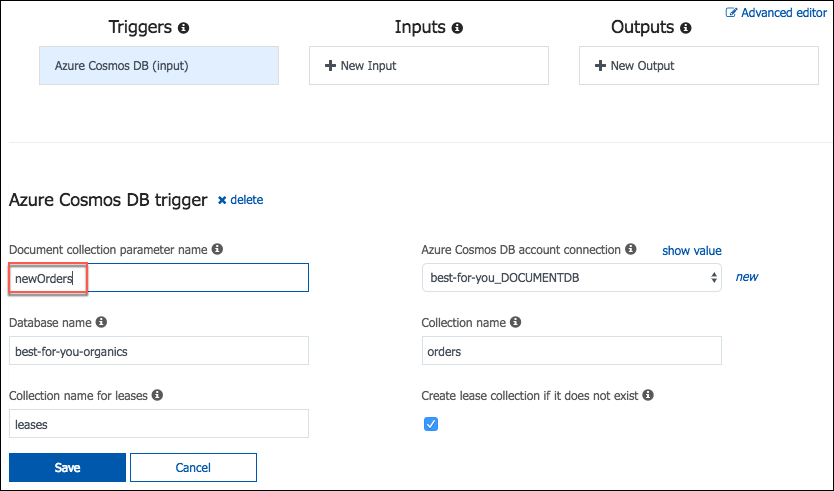 Advanced editor
Triggers
Inputs
Outputs
Azure Cosmos DB (input)
New Input
New Output
Azure Cosmos DB trigger
delete
Document collection parameter name
Azure Cosmos DB account connection
show value
newOrders
best-for-you_DOCUMENTDB
new
Database name
Collection name
best-for-you-organics
orders
Collection name for leases
Create lease collection if it does not exist
leases
Save
Cancel